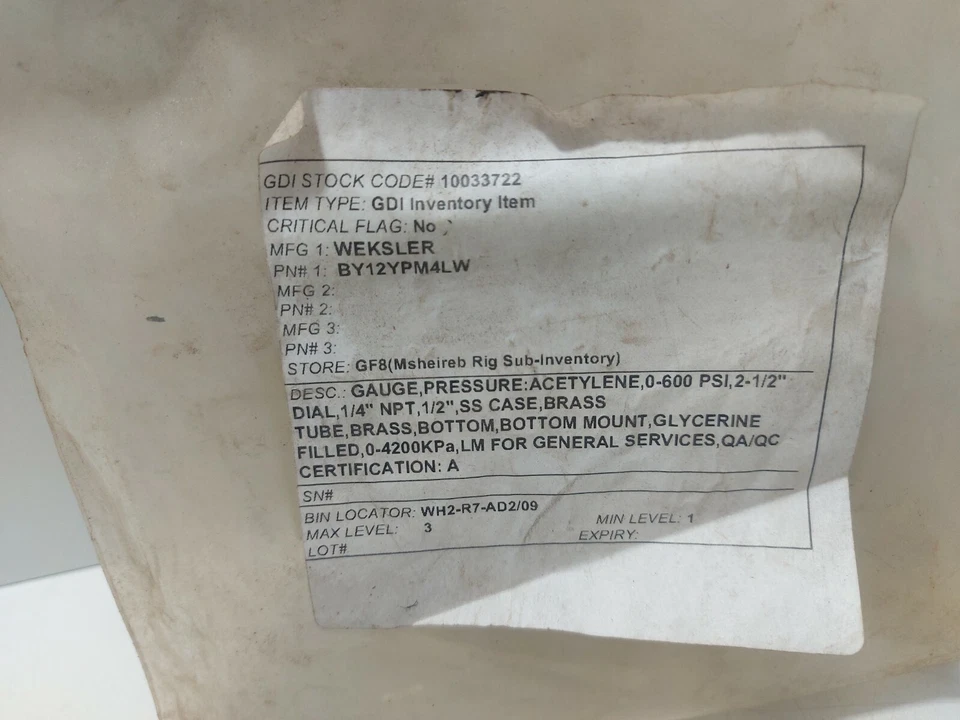 GDI STOCK CODE# 10033722
ITEM TYPE: GDI Inventory Item
CRITICAL FLAG: No
MFG 1: WEKSLER
PN# 1: BY12YPM4LW
MFG 2:
PN# 2:
MFG 3:
PN# 3:
STORE: GF8(Msheireb Rig Sub-Inventory)
DESC.: GAUGE,PRESSURE:ACETYLENE,0-600 PSI,2-1/2"
DIAL,1/4" NPT,1/2",SS CASE,BRASS
TUBE,BRASS,BOTTOM,BOTTOM MOUNT,GLYCERINE
FILLED,0-4200KPa,LM FOR GENERAL SERVICES,QA/QC
CERTIFICATION: A
SN#
BIN LOCATOR: WH2-R7-AD2/09 MIN LEVEL: 1
MAX LEVEL: 3 EXPIRY:
LOT#